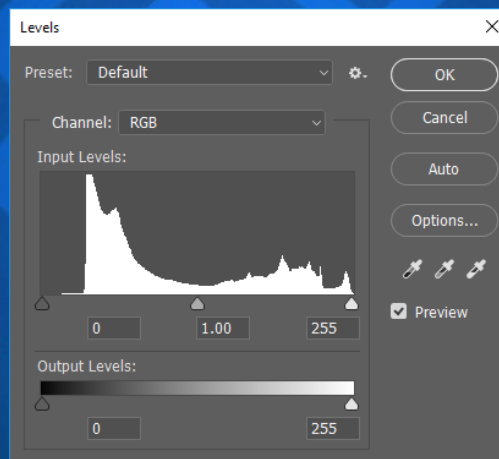 Levels
Preset: Default
OK
Channel: RGB
Cancel
Input Levels:
Auto
Options...
Preview
0 1.00 255
Output Levels:
0 255